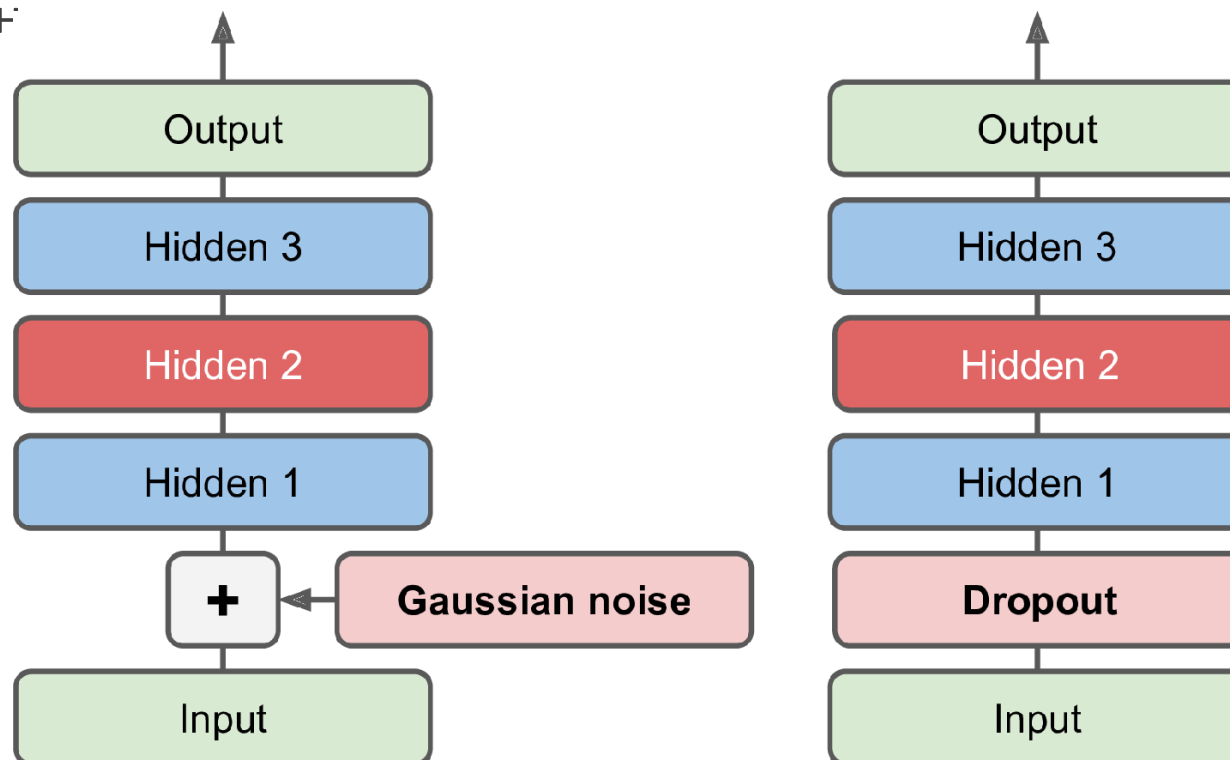 Output
Hidden 3
Hidden 2
Hidden 1
+
Gaussian noise
Input
Output
Hidden 3
Hidden 2
Hidden 1
Dropout
Input